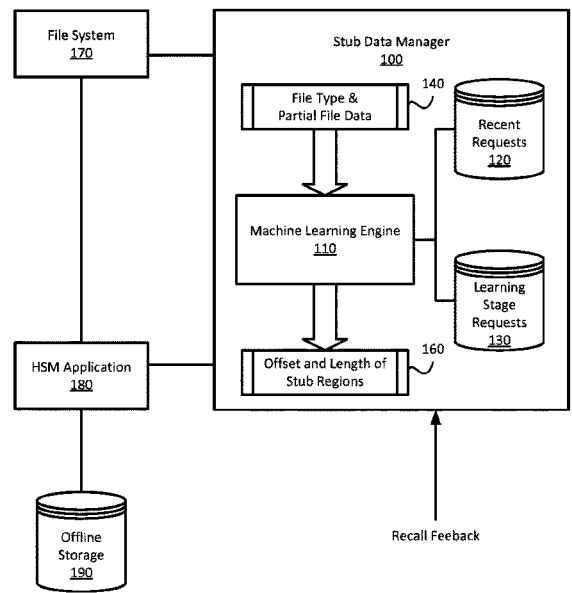 File System
170
Stub Data Manager
100
File Type &
Partial File Data
140
Recent
Requests
120
Machine Learning Engine
110
Learning
Stage
Requests
130
HSM Application
180
Offset and Length of
Stub Regions
160
Offline
Storage
190
Recall Feeback